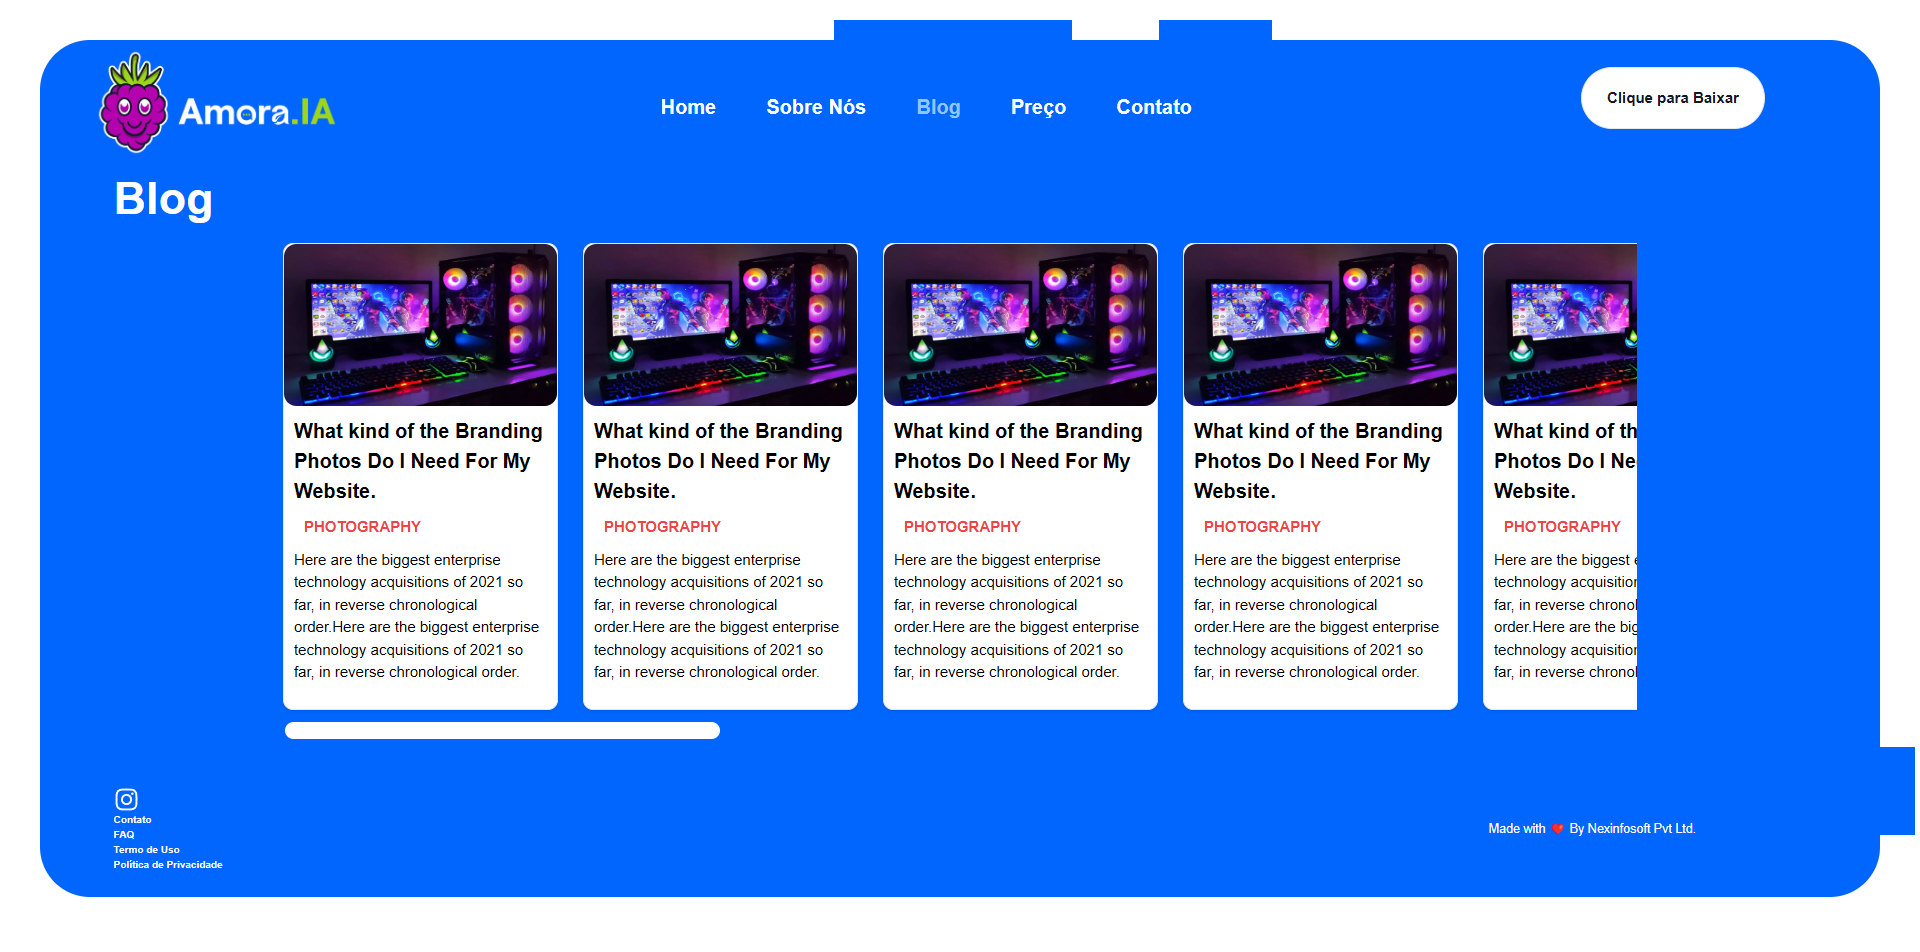 Amora.IA
Home
Sobre Nós
Blog
Preço
Contato
Clique para Baixar
Blog
What kind of the Branding
Photos Do I Need For My
Website.
PHOTOGRAPHY
Here are the biggest enterprise
technology acquisitions of 2021 so
far, in reverse chronological
order.Here are the biggest enterprise
technology acquisitions of 2021 so
far, in reverse chronological order.
What kind of the Branding
Photos Do I Need For My
Website.
PHOTOGRAPHY
Here are the biggest enterprise
technology acquisitions of 2021 so
far, in reverse chronological
order.Here are the biggest enterprise
technology acquisitions of 2021 so
far, in reverse chronological order.
What kind of the Branding
Photos Do I Need For My
Website.
PHOTOGRAPHY
Here are the biggest enterprise
technology acquisitions of 2021 so
far, in reverse chronological
order.Here are the biggest enterprise
technology acquisitions of 2021 so
far, in reverse chronological order.
What kind of the Branding
Photos Do I Need For My
Website.
PHOTOGRAPHY
Here are the biggest enterprise
technology acquisitions of 2021 so
far, in reverse chronological
order.Here are the biggest enterprise
technology acquisitions of 2021 so
far, in reverse chronological order.
What kind of th
Photos Do I Ne
Website.
PHOTOGRAPHY
Here are the biggest
technology acquisition
far, in reverse chronol
order.Here are the big
technology acquisition
far, in reverse chronol
Contato
FAQ
Termo de Uso
Política de Privacidade
Made with ❤️ By Nexinfosoft Pvt Ltd.